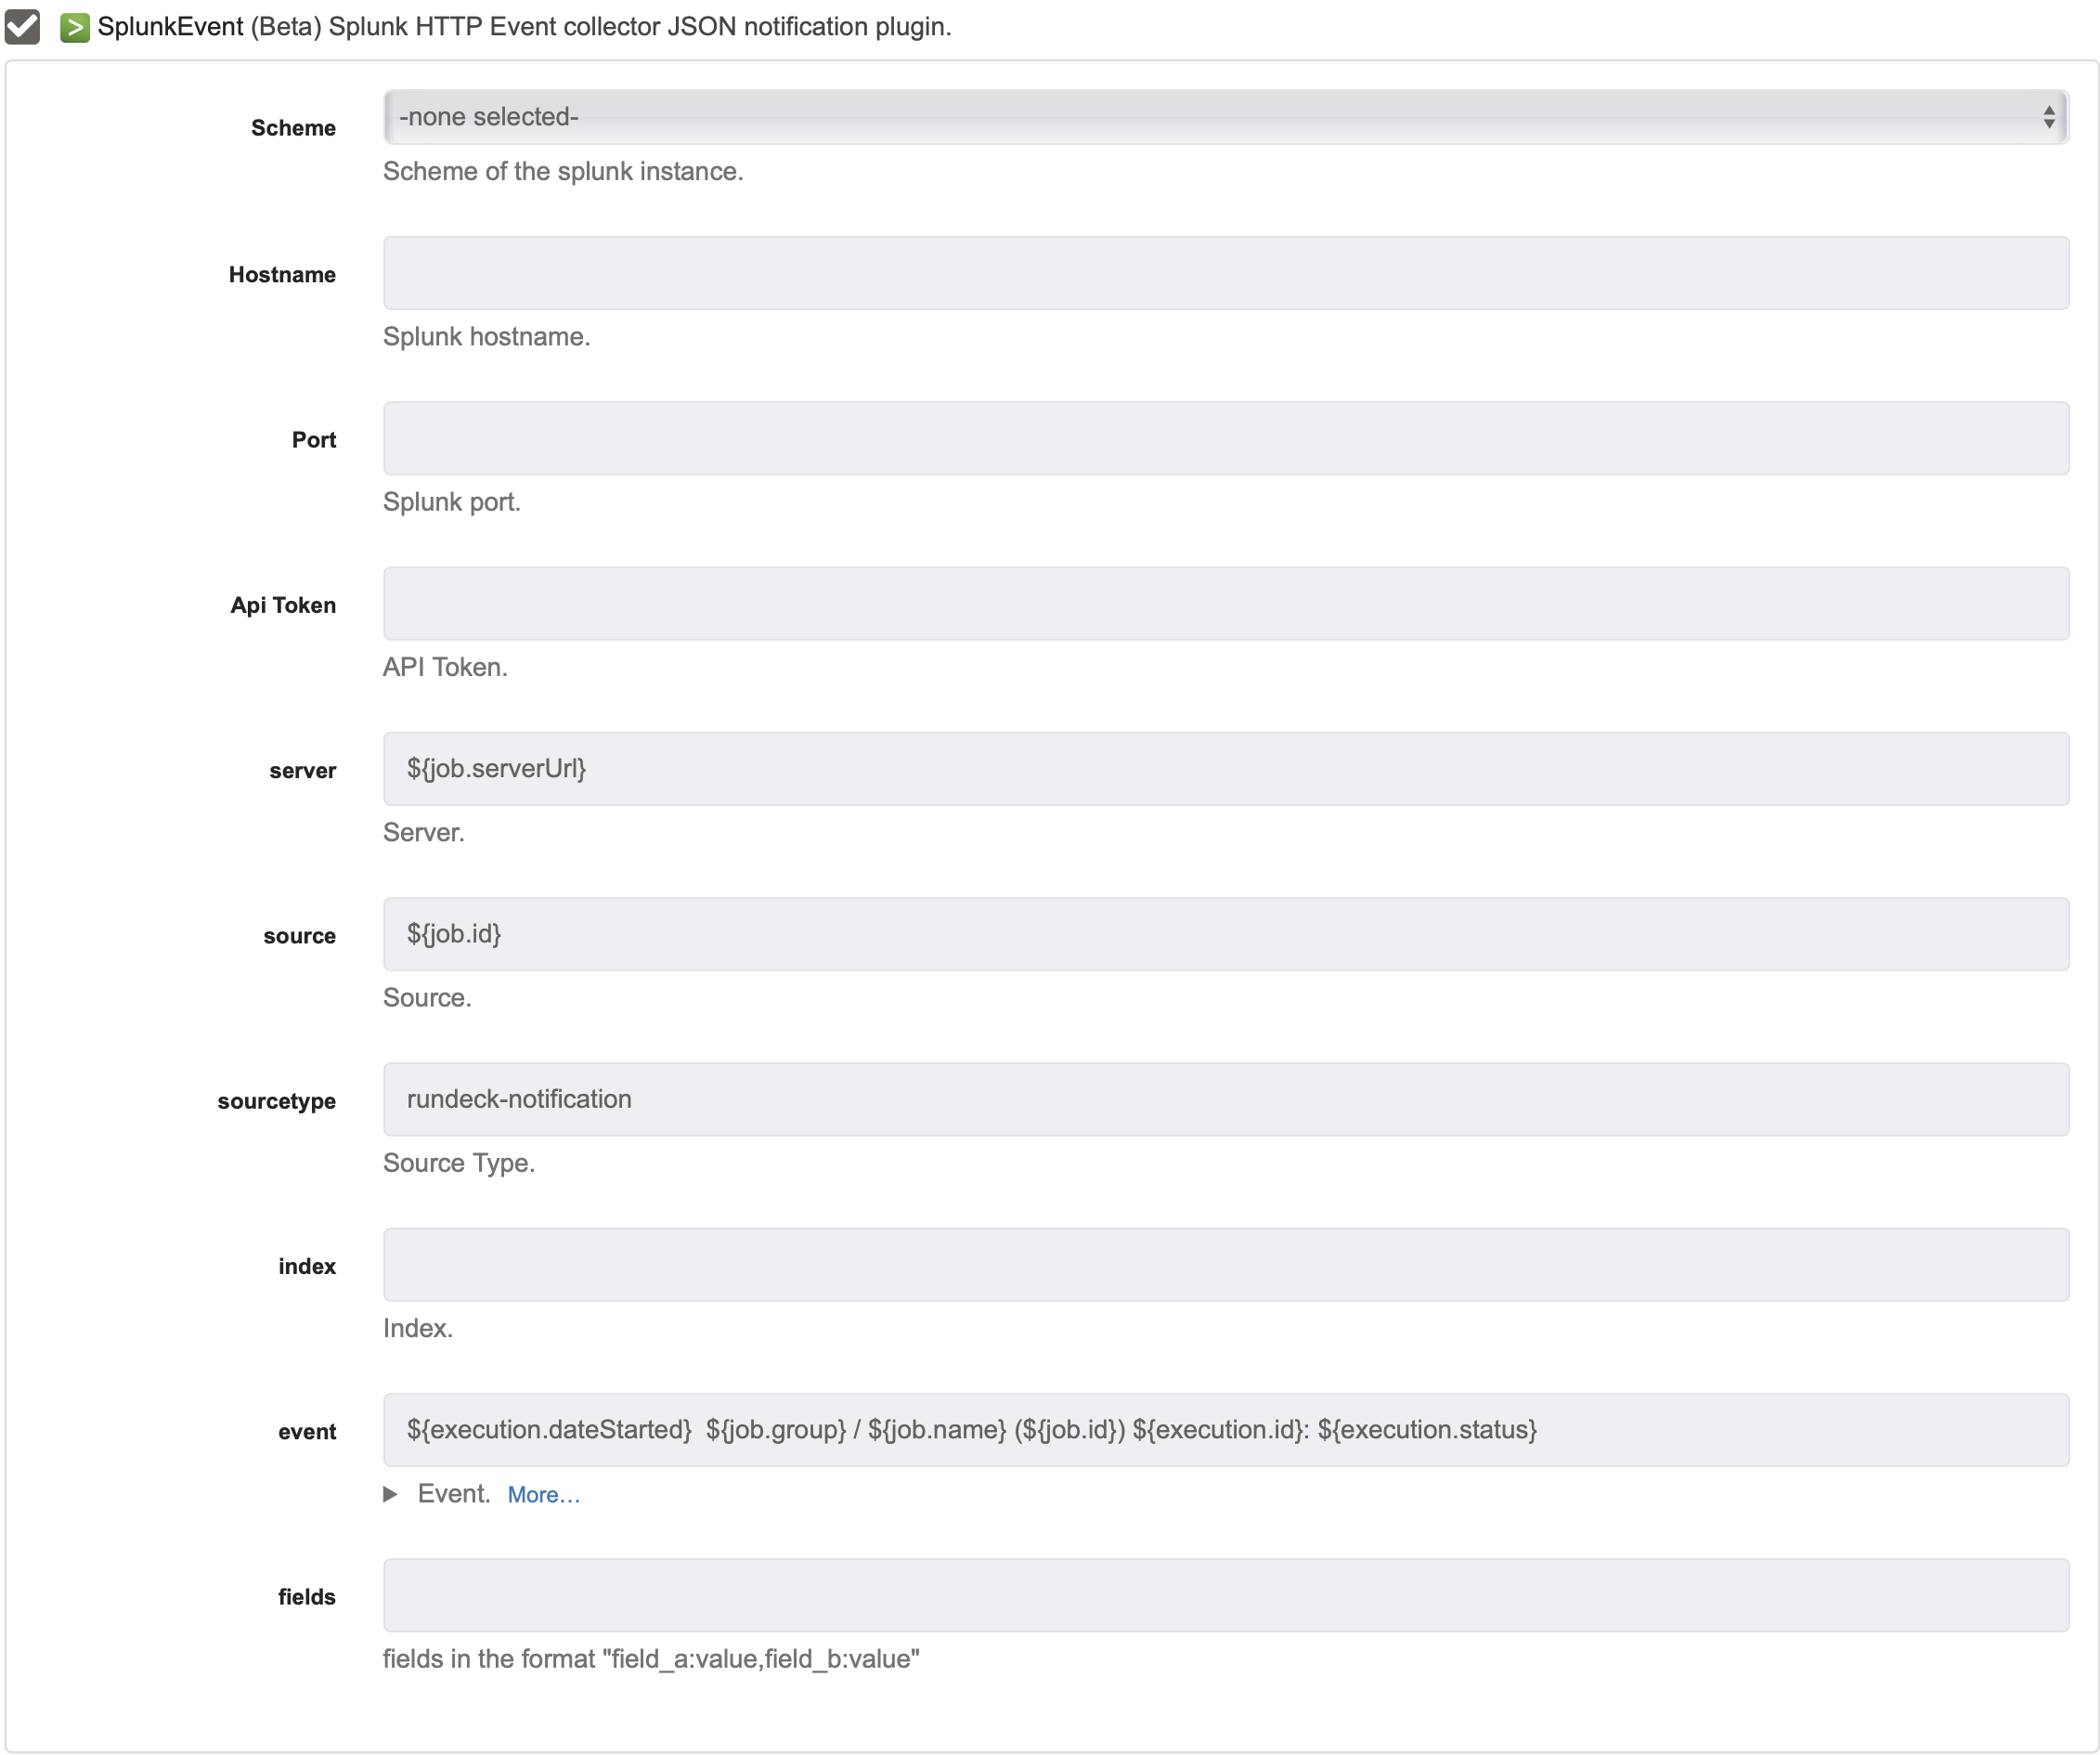 SplunkEvent (Beta) Splunk HTTP Event collector JSON notification plugin.
Scheme
-none selected-
Scheme of the splunk instance.
Hostname
Splunk hostname.
Port
Splunk port.
Api Token
API Token.
server
${job.serverUrl}
Server.
source
${job.id}
Source.
sourcetype
rundeck-notification
Source Type.
index
Index.
event
${execution.dateStarted}  ${job.group} / ${job.name} (${job.id}) ${execution.id}: ${execution.status}
Event. More…
fields
fields in the format "field_a:value,field_b:value"